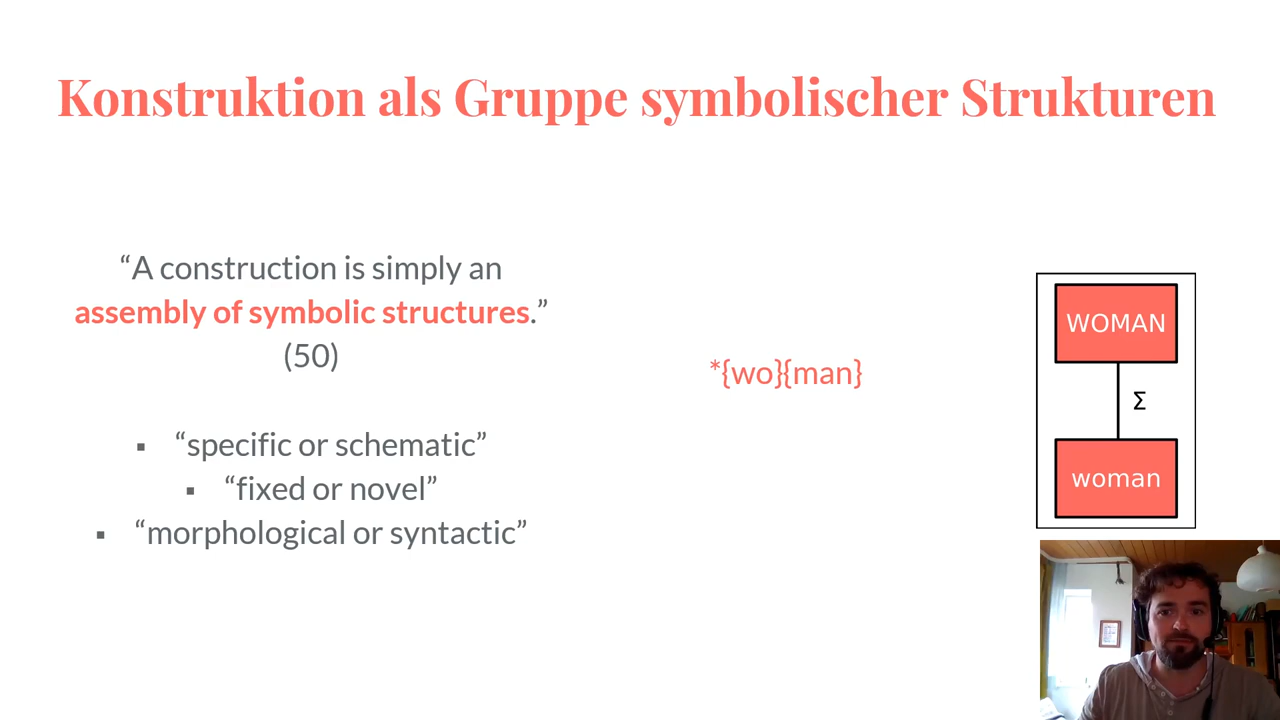 Konstruktion als Gruppe symbolischer Strukturen
“A construction is simply an
assembly of symbolic structures.”
(50)
▪ “specific or schematic”
▪ “fixed or novel”
▪ “morphological or syntactic”
*{wo}{man}
WOMAN
Σ
woman